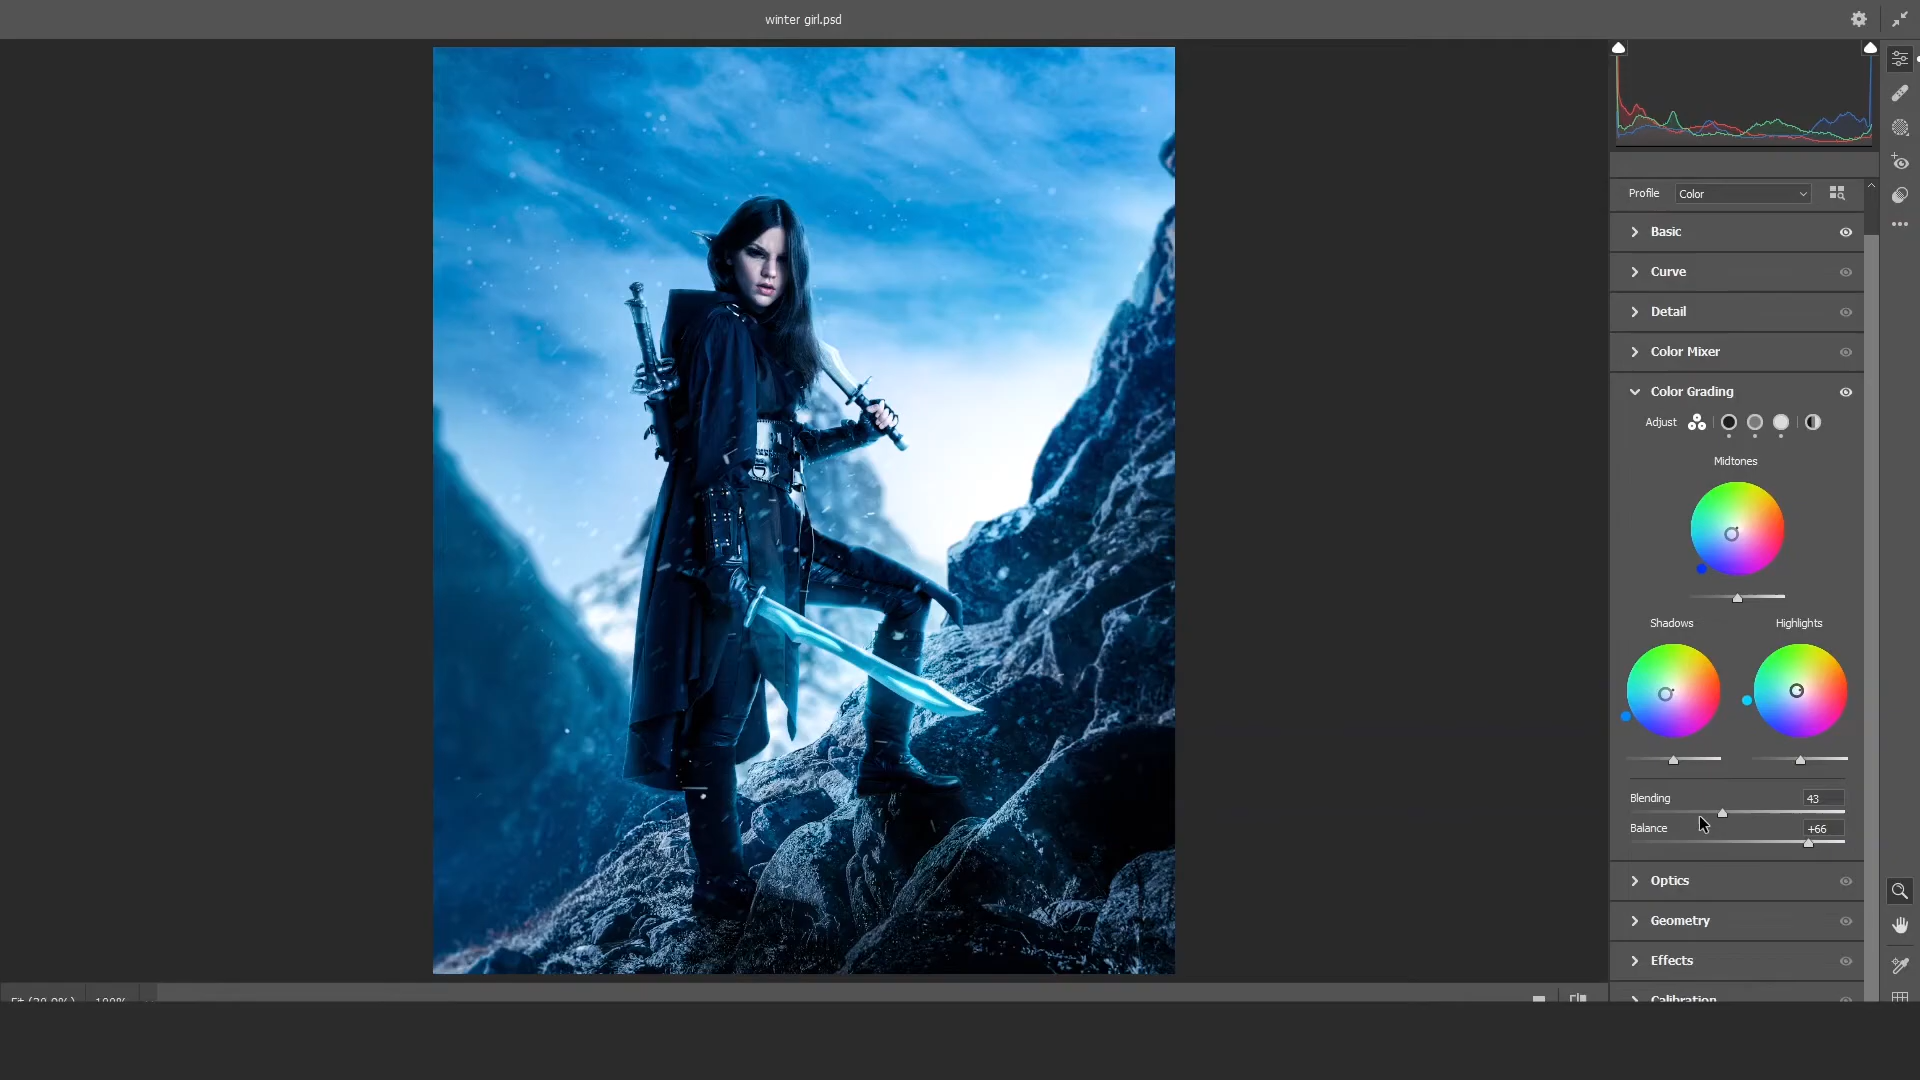 winter girl.psd
Profile
Color
Basic
Curve
Detail
Color Mixer
Color Grading
Adjust
Midtones
Shadows
Highlights
Blending
43
Balance
+66
Optics
Geometry
Effects
Calibration